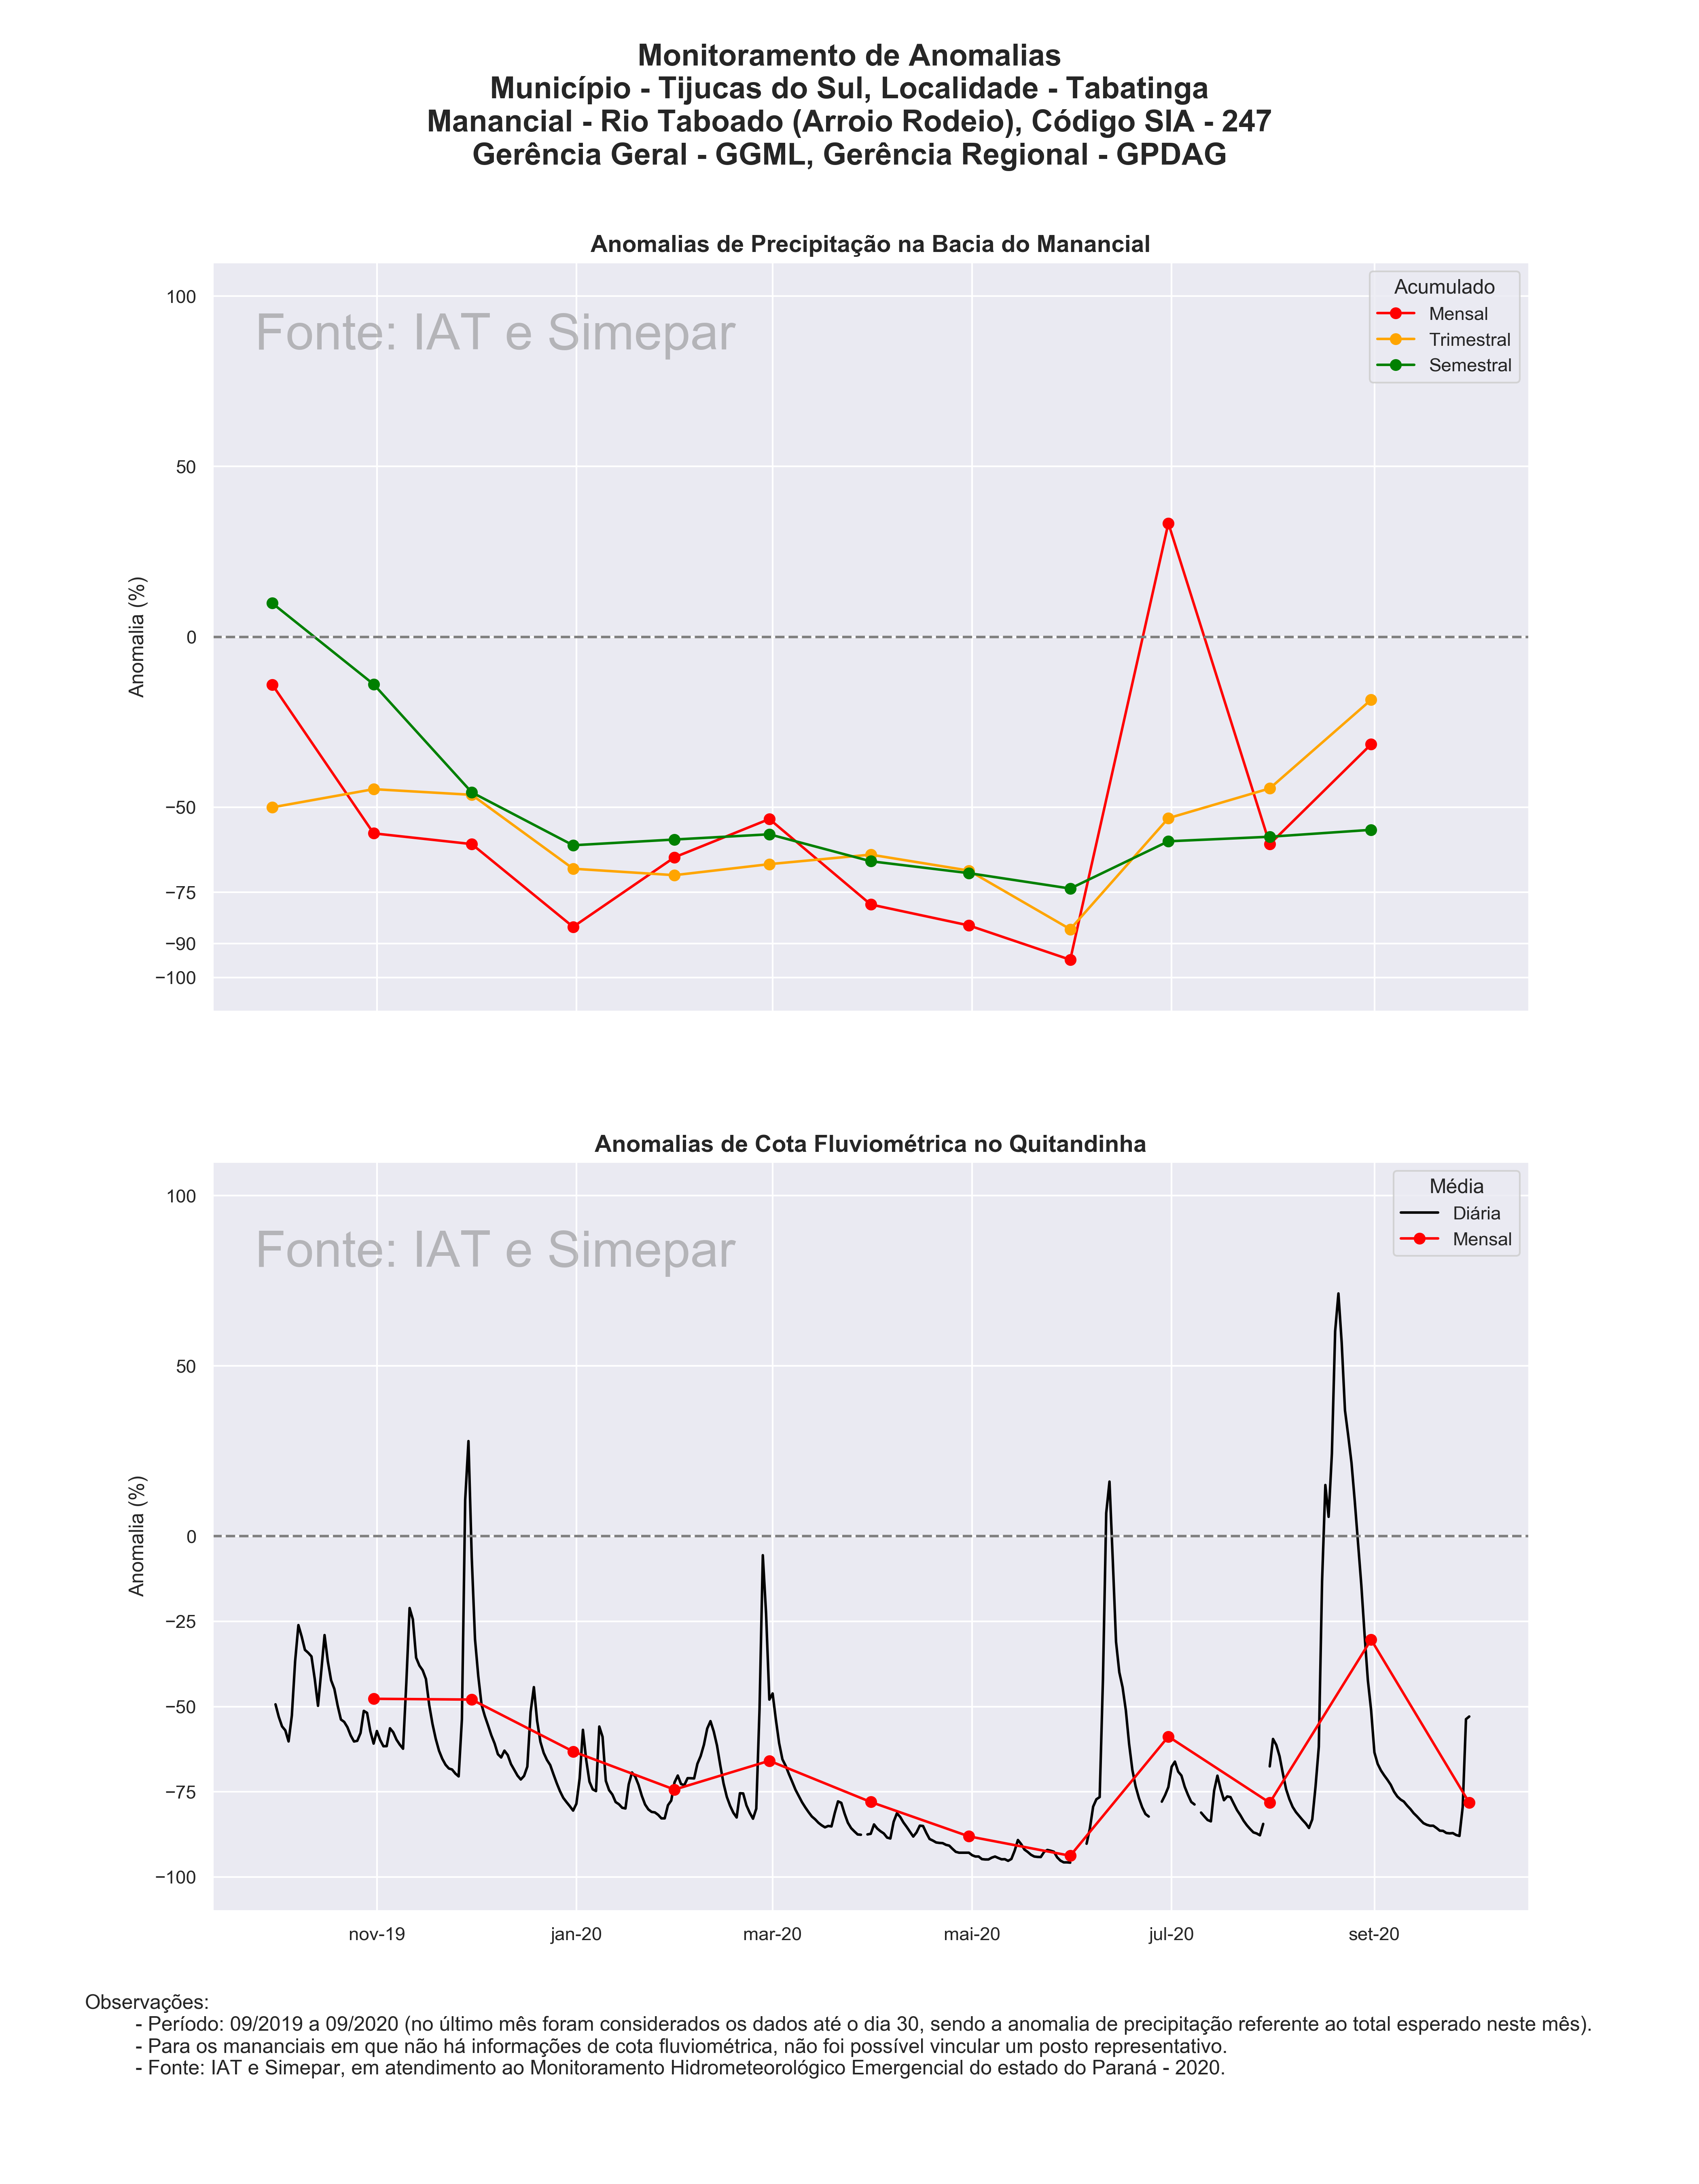 Monitoramento de Anomalias
Município - Tijucas do Sul, Localidade - Tabatinga
Manancial - Rio Taboado (Arroio Rodeio), Código SIA - 247
Gerência Geral - GGML, Gerência Regional - GPDAG
Anomalias de Precipitação na Bacia do Manancial
Fonte: IAT e Simepar
Acumulado
Mensal
Trimestral
Semestral
Anomalia (%)
100
50
0
−50
−75
−90
−100
Anomalias de Cota Fluviométrica no Quitandinha
Fonte: IAT e Simepar
Média
Diária
Mensal
Anomalia (%)
100
50
0
−25
−50
−75
−100
nov-19 jan-20 mar-20 mai-20 jul-20 set-20
Observações:
- Período: 09/2019 a 09/2020 (no último mês foram considerados os dados até o dia 30, sendo a anomalia de precipitação referente ao total esperado neste mês).
- Para os mananciais em que não há informações de cota fluviométrica, não foi possível vincular um posto representativo.
- Fonte: IAT e Simepar, em atendimento ao Monitoramento Hidrometeorológico Emergencial do estado do Paraná - 2020.